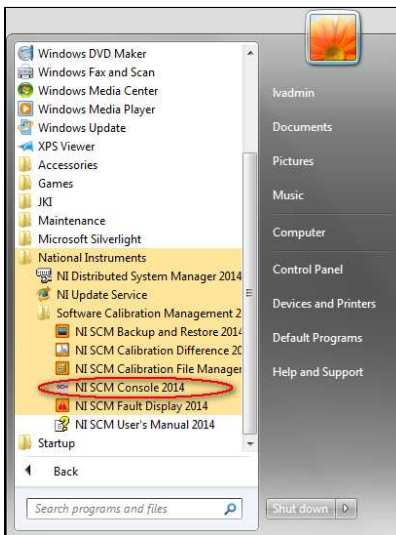 Windows DVD Maker
Windows Fax and Scan
Windows Media Center
Windows Media Player
Windows Update
XPS Viewer
Accessories
Games
JKI
Maintenance
Microsoft Silverlight
National Instruments
NI Distributed System Manager 2014
NI Update Service
Software Calibration Management 2
NI SCM Backup and Restore 2014
NI SCM Calibration Difference 20
NI SCM Calibration File Manager
NI SCM Console 2014
NI SCM Fault Display 2014
NI SCM User's Manual 2014
Startup
Back
Search programs and files
lvadmin
Documents
Pictures
Music
Computer
Control Panel
Devices and Printers
Default Programs
Help and Support
Shut down